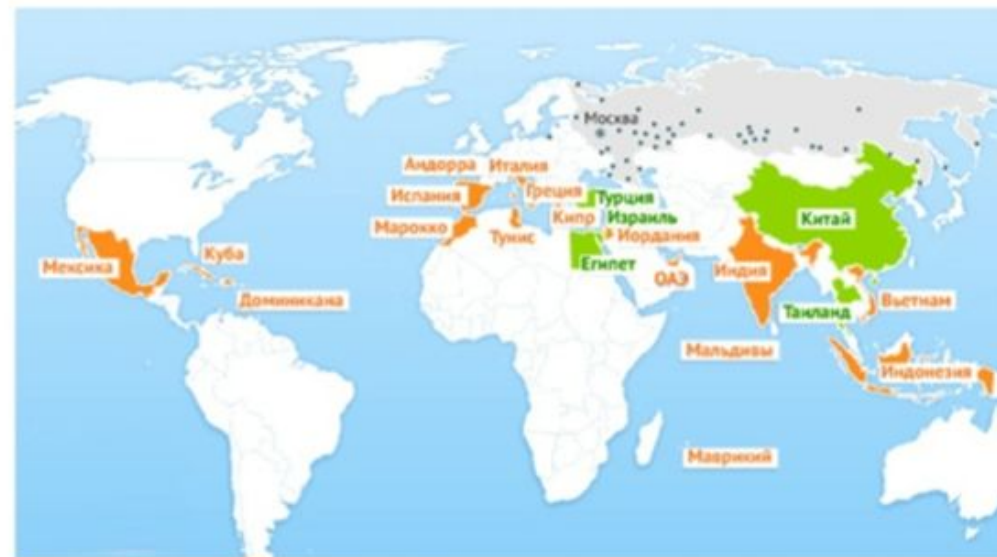 Москва
Андорра
Италия
Испания
Греция
Турция
Марокко
Тунис
Кипр
Израиль
Иордания
Китай
Мексика
Куба
Египет
ОАЭ
Индия
Доминикана
Таиланд
Вьетнам
Мальдивы
Индонезия
Маврикий